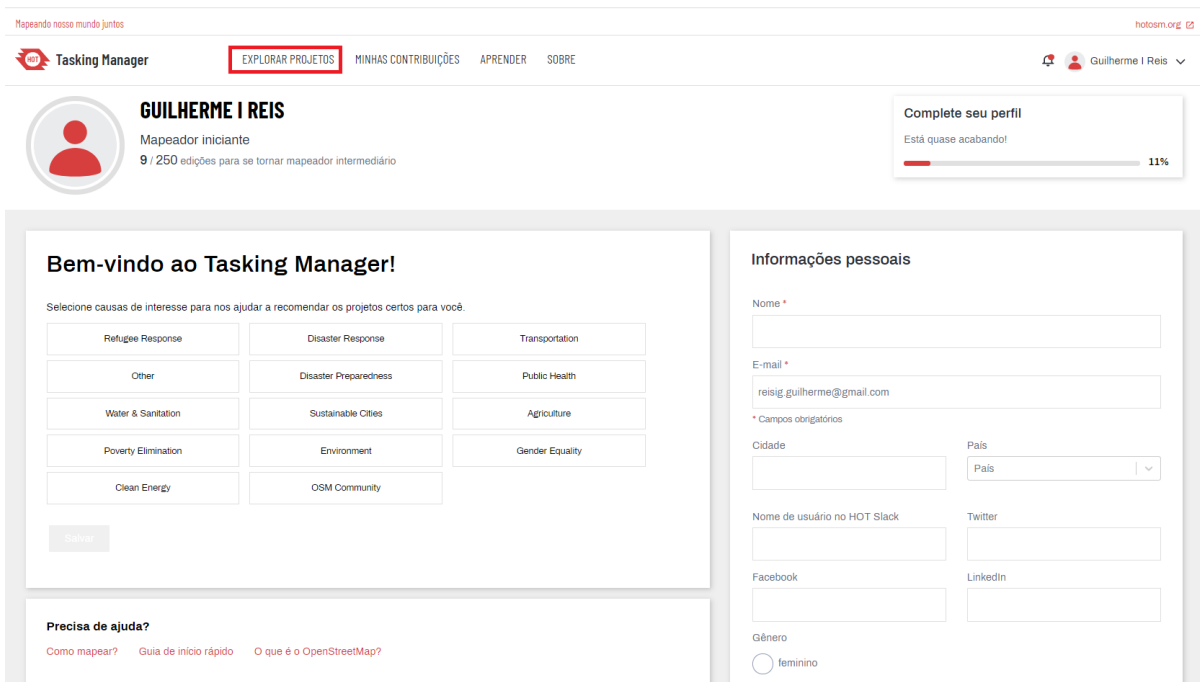 Mapeando nosso mundo juntos
hotosm.org
HOT Tasking Manager EXPLORAR PROJETOS MINHAS CONTRIBUIÇÕES APRENDER SOBRE Guilherme I Reis
GUILHERME I REIS
Mapeador iniciante
9 / 250 edições para se tornar mapeador intermediário
Complete seu perfil
Está quase acabando!
11%
Bem-vindo ao Tasking Manager!
Selecione causas de interesse para nos ajudar a recomendar os projetos certos para você.
Refugee Response Disaster Response Transportation
Other Disaster Preparedness Public Health
Water & Sanitation Sustainable Cities Agriculture
Poverty Elimination Environment Gender Equality
Clean Energy OSM Community
Salvar
Precisa de ajuda?
Como mapear? Guia de início rápido O que é o OpenStreetMap?
Informações pessoais
Nome *
E-mail *
reisig.guilherme@gmail.com
* Campos obrigatórios
Cidade País
País
Nome de usuário no HOT Slack Twitter
Facebook LinkedIn
Gênero
feminino